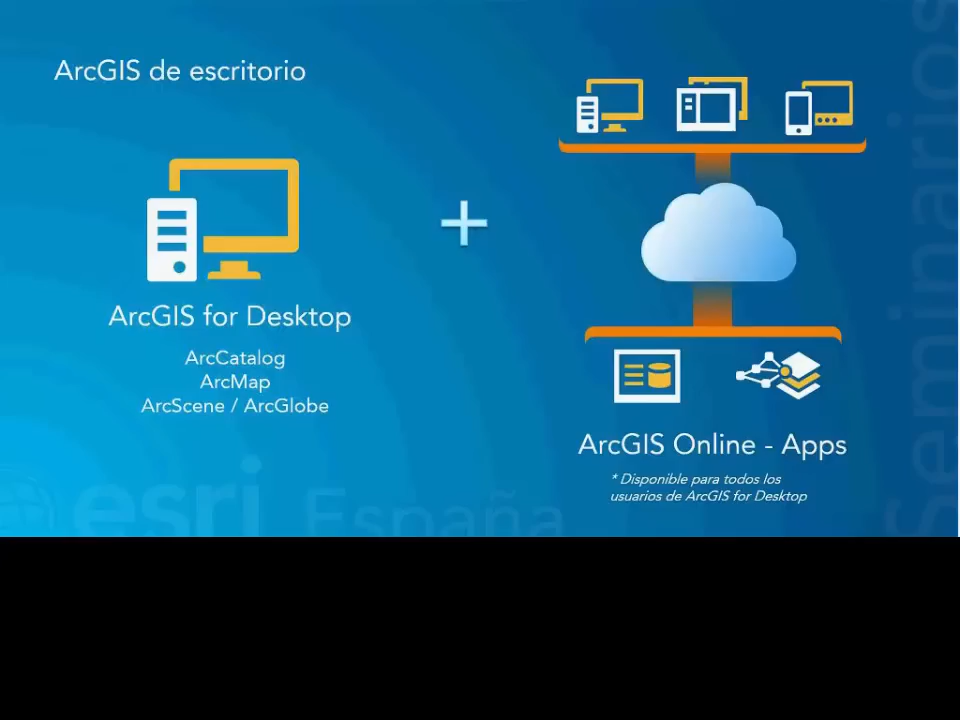 ArcGIS de escritorio
ArcGIS for Desktop
ArcCatalog
ArcMap
ArcScene / ArcGlobe
ArcGIS Online - Apps
* Disponible para todos los
usuarios de ArcGIS for Desktop
esri España
Seminarios